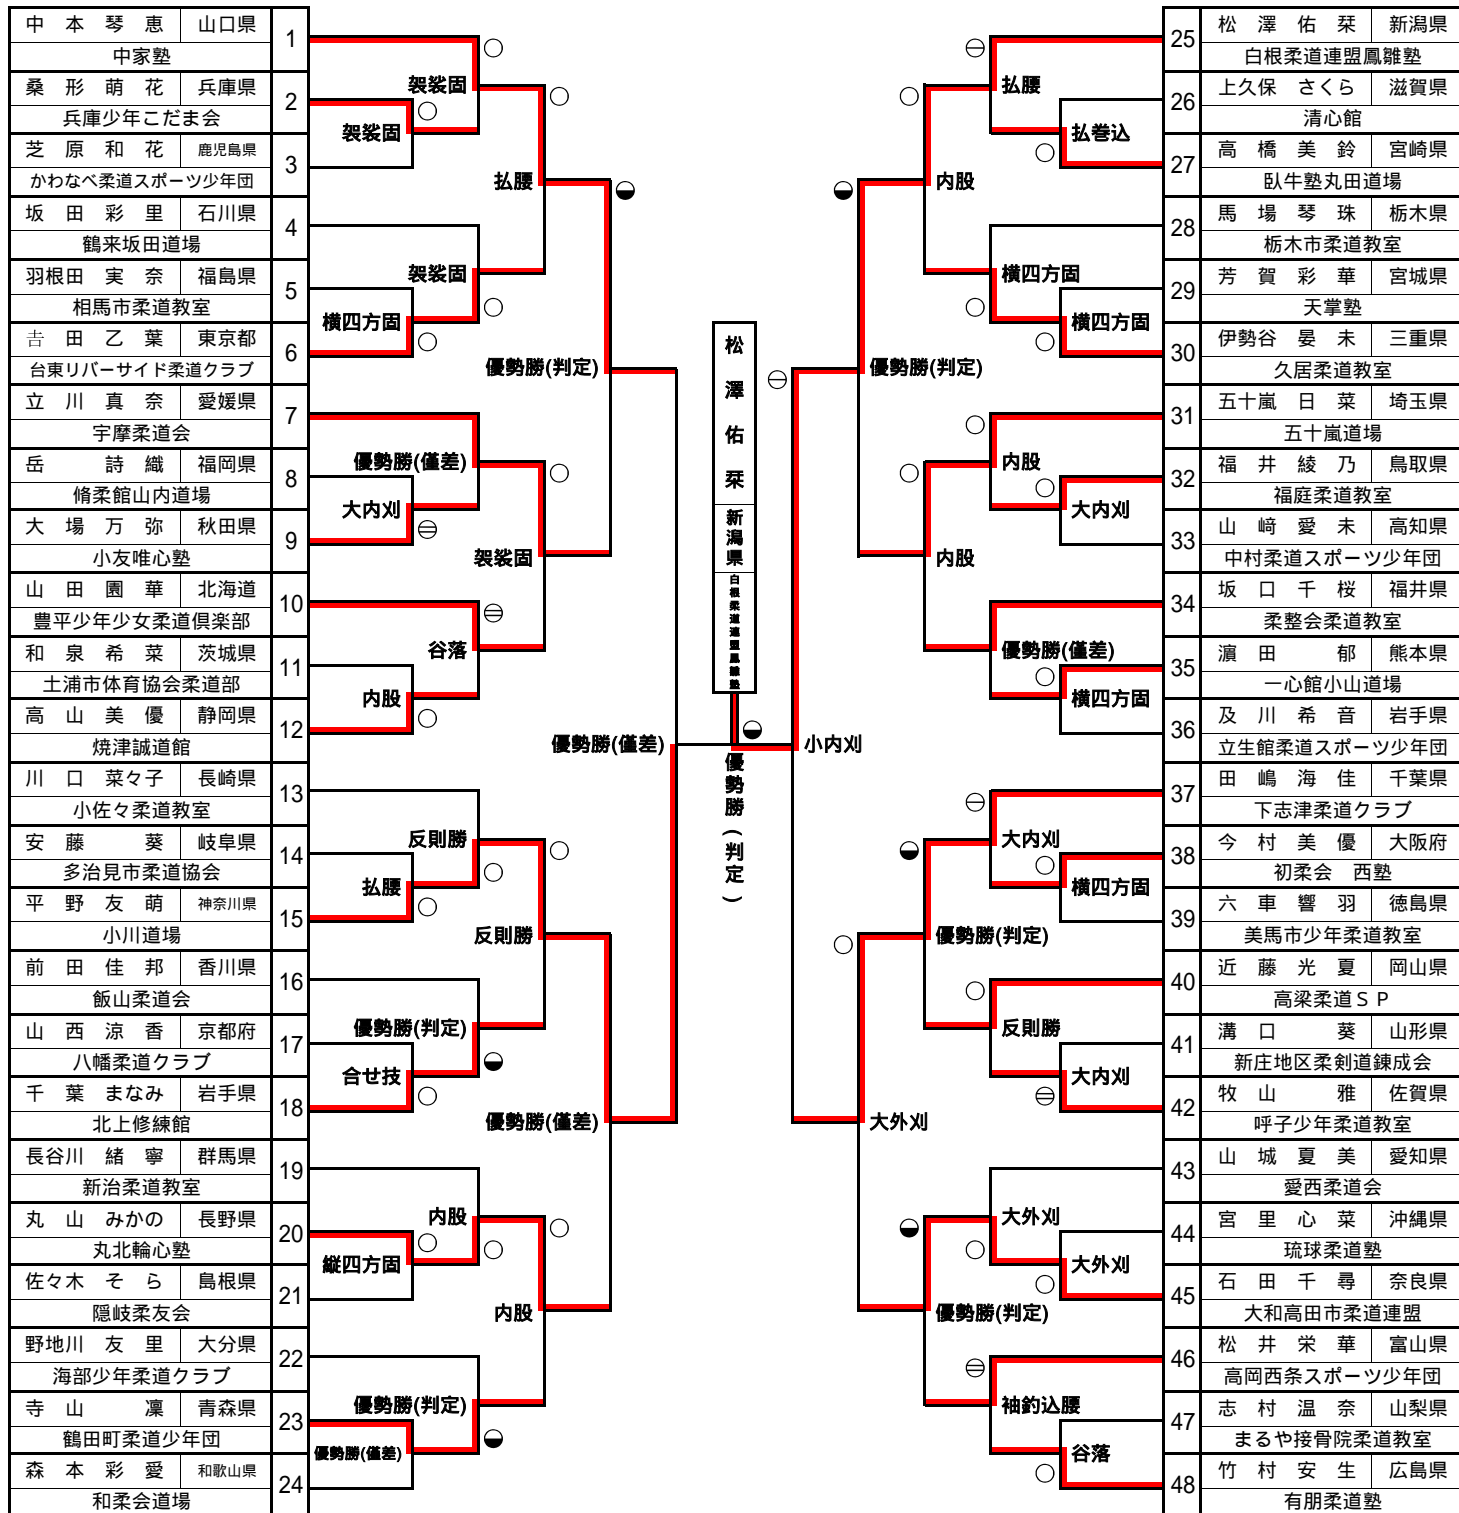 中本琴恵 山口県 1
中家塾
桑形萌花 兵庫県 2
兵庫少年こだま会
芝原和花 鹿児島県 3
かわなべ柔道スポーツ少年団
坂田彩里 石川県 4
鶴来坂田道場
羽根田実奈 福島県 5
相馬市柔道教室
𠮷田乙葉 東京都 6
台東リバーサイド柔道クラブ
立川真奈 愛媛県 7
宇摩柔道会
岳詩織 福岡県 8
脩柔館山内道場
大場万弥 秋田県 9
小友唯心塾
山田園華 北海道 10
豊平少年少女柔道倶楽部
和泉希菜 茨城県 11
土浦市体育協会柔道部
高山美優 静岡県 12
焼津誠道館
川口菜々子 長崎県 13
小佐々柔道教室
安藤葵 岐阜県 14
多治見市柔道協会
平野友萌 神奈川県 15
小川道場
前田佳邦 香川県 16
飯山柔道会
山西涼香 京都府 17
八幡柔道クラブ
千葉まなみ 岩手県 18
北上修練館
長谷川緒寧 群馬県 19
新治柔道教室
丸山みかの 長野県 20
丸北輪心塾
佐々木そら 島根県 21
隠岐柔友会
野地川友里 大分県 22
海部少年柔道クラブ
寺山凜 青森県 23
鶴田町柔道少年団
森本彩愛 和歌山県 24
和柔会道場
袈裟固
袈裟固
払腰
袈裟固
横四方固
優勢勝(判定)
優勢勝(僅差)
大内刈
袈裟固
谷落
内股
優勢勝(僅差)
反則勝
払腰
反則勝
優勢勝(判定)
合せ技
優勢勝(僅差)
内股
縦四方固
内股
優勢勝(判定)
優勢勝(僅差)
松澤佑栞
新潟県
白根柔道連盟鳳雛塾
優勢勝(判定)
払腰
払巻込
内股
横四方固
横四方固
優勢勝(判定)
内股
大内刈
内股
優勢勝(僅差)
横四方固
小内刈
大内刈
横四方固
優勢勝(判定)
反則勝
大内刈
大外刈
大外刈
大外刈
優勢勝(判定)
袖釣込腰
谷落
25 松澤佑栞 新潟県
白根柔道連盟鳳雛塾
26 上久保さくら 滋賀県
清心館
27 高橋美鈴 宮崎県
臥牛塾丸田道場
28 馬場琴珠 栃木県
栃木市柔道教室
29 芳賀彩華 宮城県
天掌塾
30 伊勢谷晏未 三重県
久居柔道教室
31 五十嵐日菜 埼玉県
五十嵐道場
32 福井綾乃 鳥取県
福庭柔道教室
33 山﨑愛未 高知県
中村柔道スポーツ少年団
34 坂口千桜 福井県
柔整会柔道教室
35 濵田郁 熊本県
一心館小山道場
36 及川希音 岩手県
立生館柔道スポーツ少年団
37 田嶋海佳 千葉県
下志津柔道クラブ
38 今村美優 大阪府
初柔会 西塾
39 六車響羽 徳島県
美馬市少年柔道教室
40 近藤光夏 岡山県
高梁柔道SP
41 溝口葵 山形県
新庄地区柔剣道錬成会
42 牧山雅 佐賀県
呼子少年柔道教室
43 山城夏美 愛知県
愛西柔道会
44 宮里心菜 沖縄県
琉球柔道塾
45 石田千尋 奈良県
大和高田市柔道連盟
46 松井栄華 富山県
高岡西条スポーツ少年団
47 志村温奈 山梨県
まるや接骨院柔道教室
48 竹村安生 広島県
有朋柔道塾